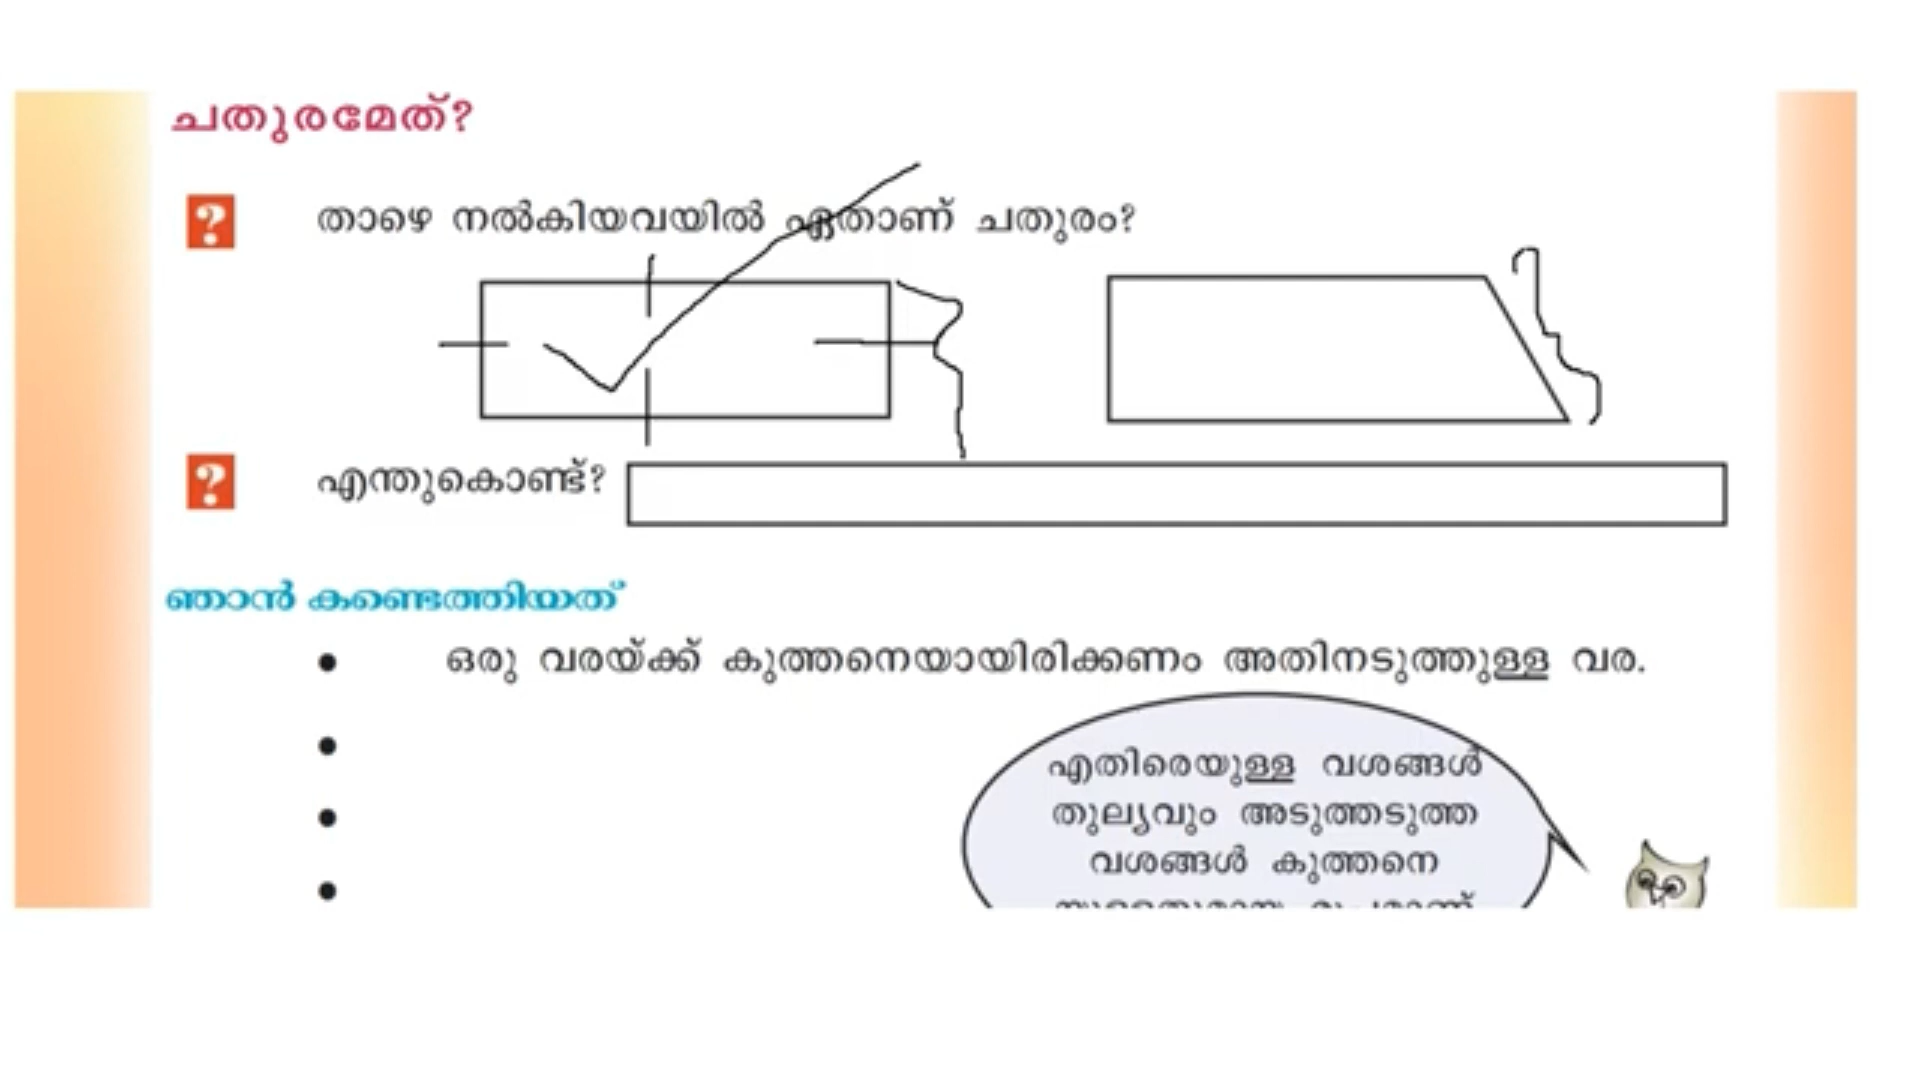 ചതുരമേത്?
? താഴെ നൽകിയവയിൽ ഏതാണ് ചതുരം?
? എന്തുകൊണ്ട്?
ഞാൻ കണ്ടെത്തിയത്
• ഒരു വരയ്ക്ക് കുത്തനെയായിരിക്കണം അതിനടുത്തുള്ള വര.
എതിരെയുള്ള വശങ്ങൾ
തുല്യവും അടുത്തടുത്ത
വശങ്ങൾ കുത്തനെ